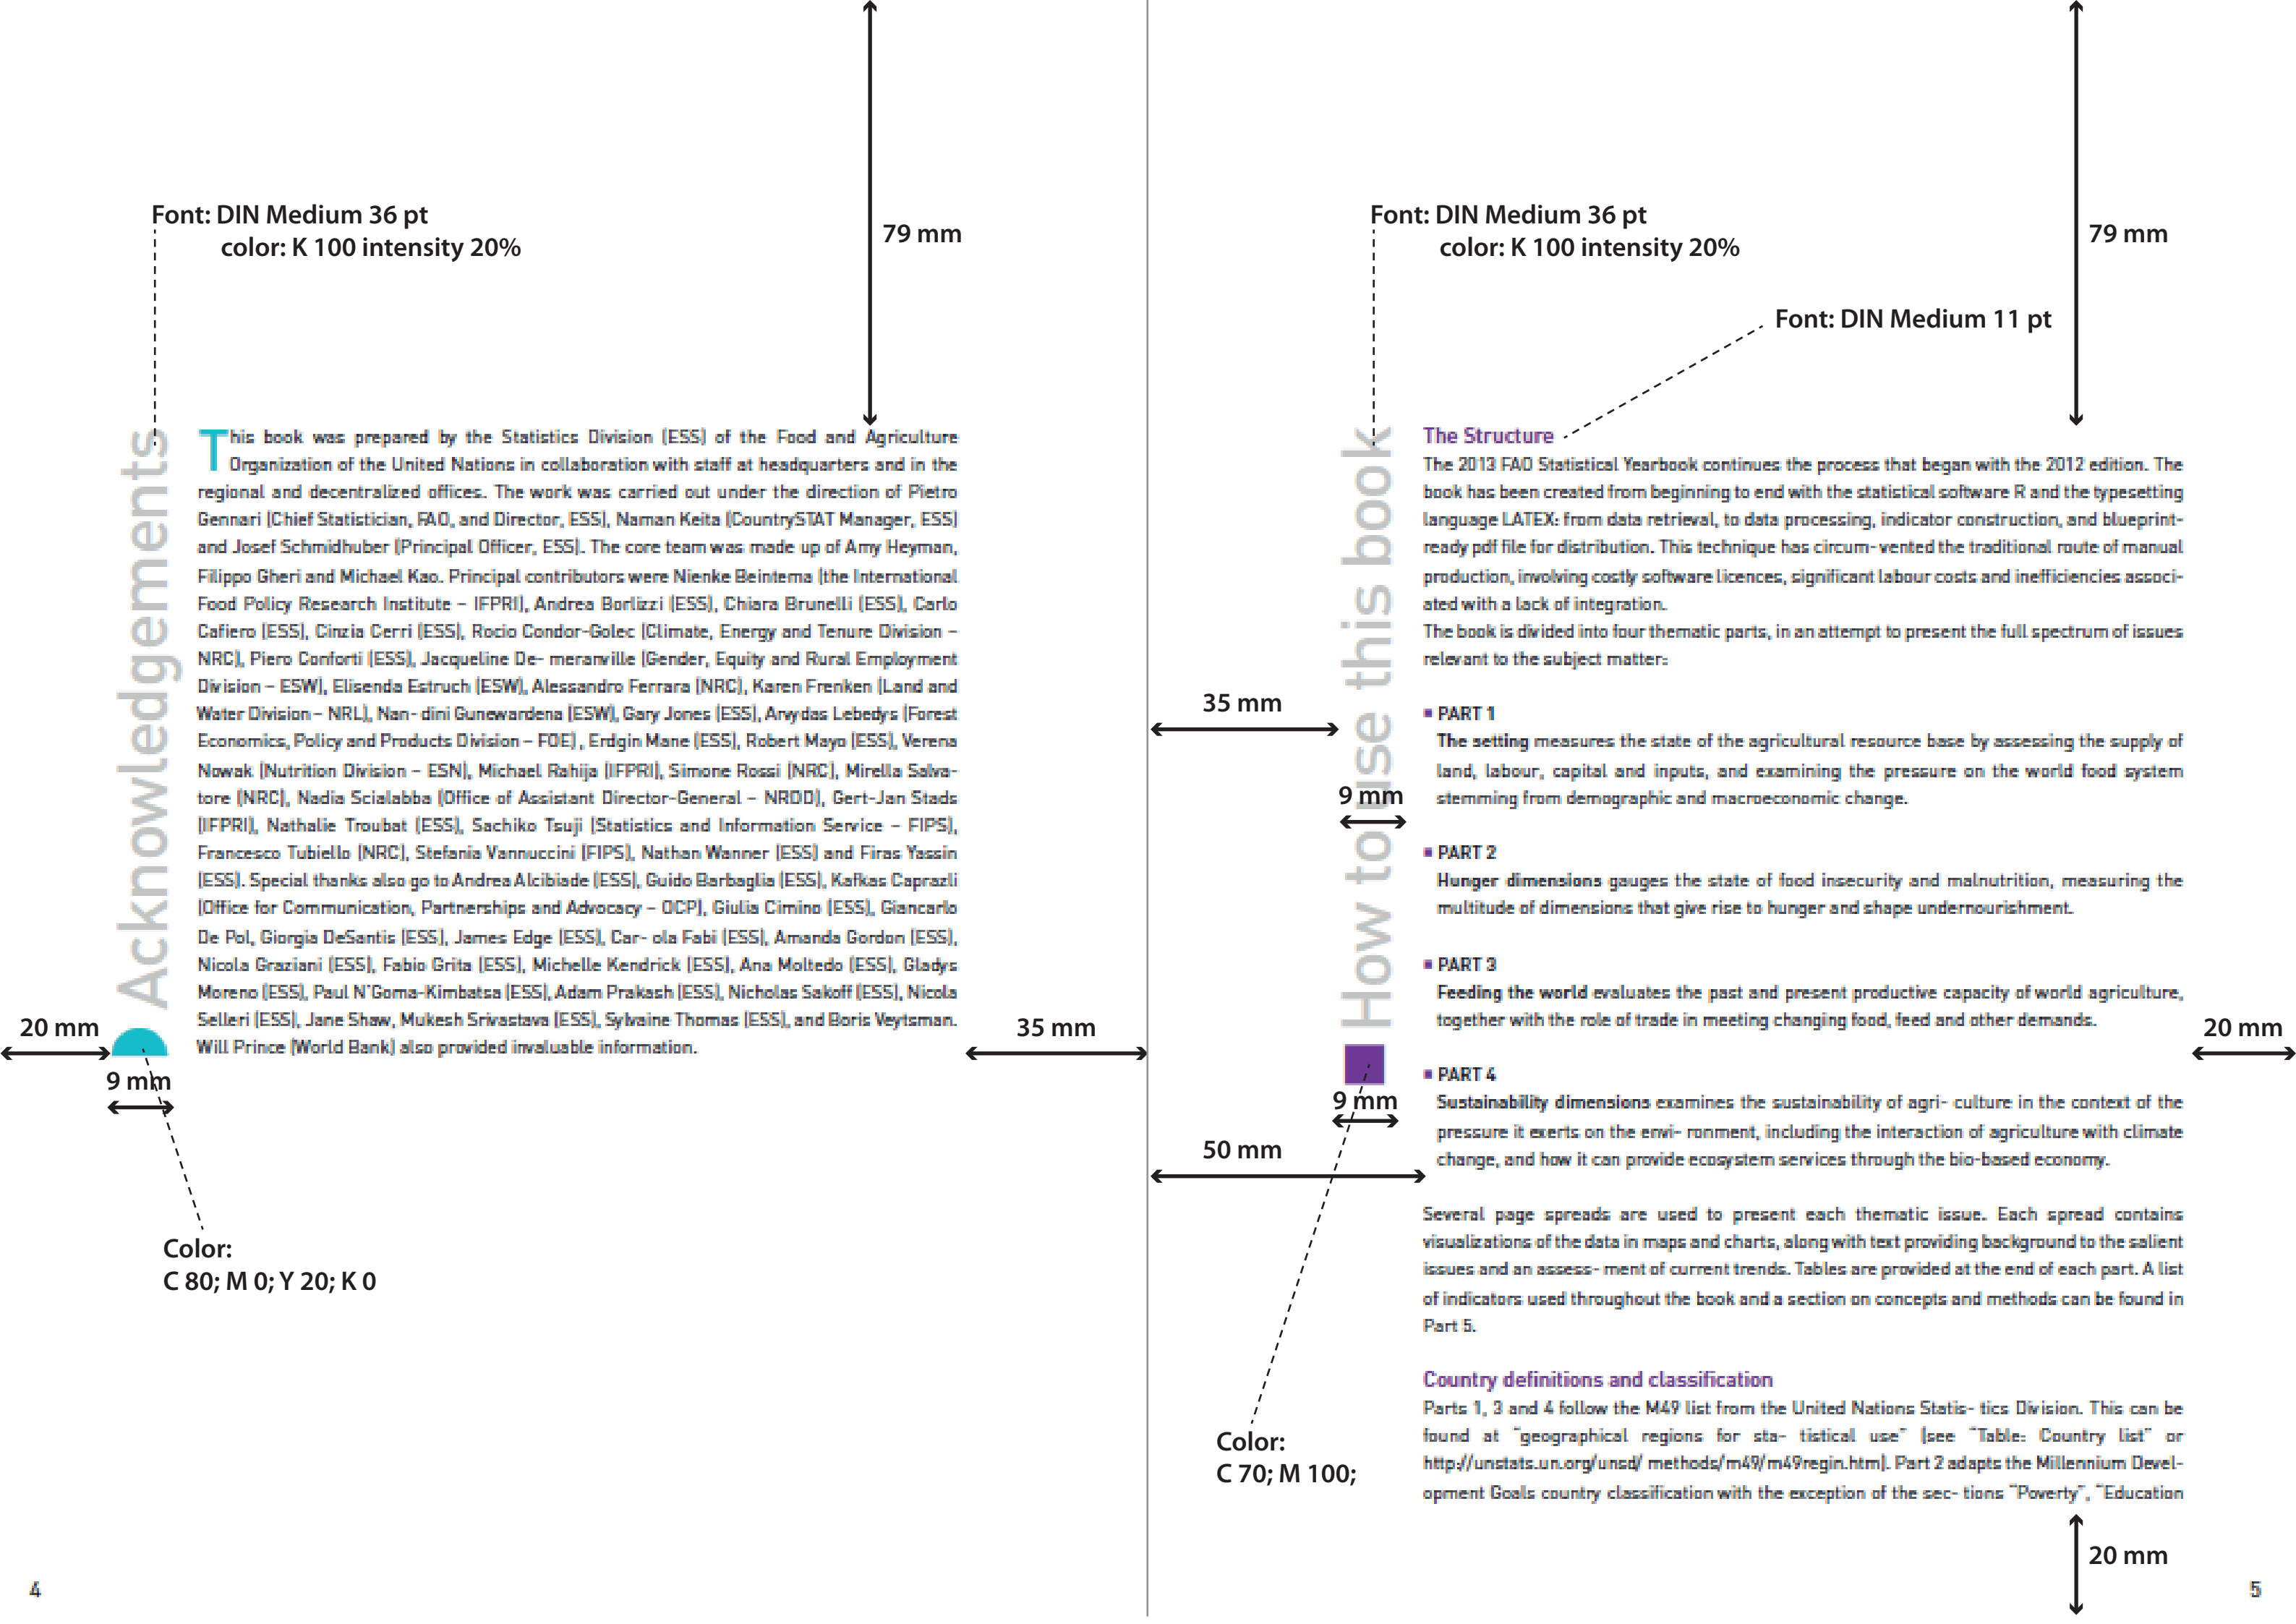 Font: DIN Medium 36 pt
color: K 100 intensity 20%
79 mm
Acknowledgements
This book was prepared by the Statistics Division (ESS) of the Food and Agriculture
Organization of the United Nations in collaboration with staff at headquarters and in the
regional and decentralized offices. The work was carried out under the direction of Pietro
Gennari (Chief Statistician, FAO, and Director, ESS), Naman Keita (CountrySTAT Manager, ESS)
and Josef Schmidhuber (Principal Officer, ESS). The core team was made up of Amy Heyman,
Filippo Gheri and Michael Kao. Principal contributors were Nienke Beintema (the International
Food Policy Research Institute – IFPRI), Andrea Borlizzi (ESS), Chiara Brunelli (ESS), Carlo
Cafiero (ESS), Cinzia Cerri (ESS), Rocio Condor-Golec (Climate, Energy and Tenure Division –
NRC), Piero Conforti (ESS), Jacqueline De- meranville (Gender, Equity and Rural Employment
Division – ESW), Elisenda Estruch (ESW), Alessandro Ferrara (NRC), Karen Frenken (Land and
Water Division – NRL), Nan- dini Gunewardena (ESW), Gary Jones (ESS), Arvydas Lebedys (Forest
Economics, Policy and Products Division – FOE) , Erdgin Mane (ESS), Robert Mayo (ESS), Verena
Nowak (Nutrition Division – ESN), Michael Rahija (IFPRI), Simone Rossi (NRC), Mirella Salva-
tore (NRC), Nadia Scialabba (Office of Assistant Director-General – NRDD), Gert-Jan Stads
(IFPRI), Nathalie Troubat (ESS), Sachiko Tsuji (Statistics and Information Service – FIPS),
Francesco Tubiello (NRC), Stefania Vannuccini (FIPS), Nathan Wanner (ESS) and Firas Yassin
(ESS). Special thanks also go to Andrea Alcibiade (ESS), Guido Barbaglia (ESS), Kafkas Caprazli
(Office for Communication, Partnerships and Advocacy – OCP), Giulia Cimino (ESS), Giancarlo
De Pol, Giorgia DeSantis (ESS), James Edge (ESS), Car- ola Fabi (ESS), Amanda Gordon (ESS),
Nicola Graziani (ESS), Fabio Grita (ESS), Michelle Kendrick (ESS), Ana Moltedo (ESS), Gladys
Moreno (ESS), Paul N'Goma-Kimbatsa (ESS), Adam Prakash (ESS), Nicholas Sakoff (ESS), Nicola
Selleri (ESS), Jane Shaw, Mukesh Srivastava (ESS), Sylvaine Thomas (ESS), and Boris Veytsman.
Will Prince (World Bank) also provided invaluable information.
20 mm
35 mm
9 mm
Color:
C 80; M 0; Y 20; K 0
4
Font: DIN Medium 36 pt
color: K 100 intensity 20%
79 mm
Font: DIN Medium 11 pt
How to use this book
The Structure
The 2013 FAO Statistical Yearbook continues the process that began with the 2012 edition. The
book has been created from beginning to end with the statistical software R and the typesetting
language LATEX: from data retrieval, to data processing, indicator construction, and blueprint-
ready pdf file for distribution. This technique has circum- vented the traditional route of manual
production, involving costly software licences, significant labour costs and inefficiencies associ-
ated with a lack of integration.
The book is divided into four thematic parts, in an attempt to present the full spectrum of issues
relevant to the subject matter:
35 mm
PART 1
The setting measures the state of the agricultural resource base by assessing the supply of
land, labour, capital and inputs, and examining the pressure on the world food system
stemming from demographic and macroeconomic change.
9 mm
PART 2
Hunger dimensions gauges the state of food insecurity and malnutrition, measuring the
multitude of dimensions that give rise to hunger and shape undernourishment.
PART 3
Feeding the world evaluates the past and present productive capacity of world agriculture,
together with the role of trade in meeting changing food, feed and other demands.
20 mm
PART 4
Sustainability dimensions examines the sustainability of agri- culture in the context of the
pressure it exerts on the envi- ronment, including the interaction of agriculture with climate
change, and how it can provide ecosystem services through the bio-based economy.
9 mm
50 mm
Several page spreads are used to present each thematic issue. Each spread contains
visualizations of the data in maps and charts, along with text providing background to the salient
issues and an assess- ment of current trends. Tables are provided at the end of each part. A list
of indicators used throughout the book and a section on concepts and methods can be found in
Part 5.
Country definitions and classification
Parts 1, 3 and 4 follow the M49 list from the United Nations Statis- tics Division. This can be
found at "geographical regions for sta- tistical use" (see "Table: Country list" or
http://unstats.un.org/unsd/ methods/m49/m49regin.htm). Part 2 adapts the Millennium Devel-
opment Goals country classification with the exception of the sec- tions "Poverty", "Education
Color:
C 70; M 100;
20 mm
5